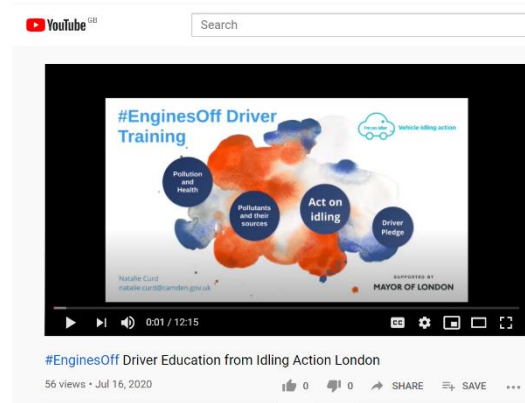 YouTube GB
Search
#EnginesOff Driver
Training
Vehicle idling action
Pollution
and
Health
Pollutants
and their
sources
Act on
idling
Driver
Pledge
Natalie Curd
natalie.curd@camden.gov.uk
SUPPORTED BY
MAYOR OF LONDON
0:01 / 12:15
CC
#EnginesOff Driver Education from Idling Action London
56 views • Jul 16, 2020
0
0
SHARE
SAVE